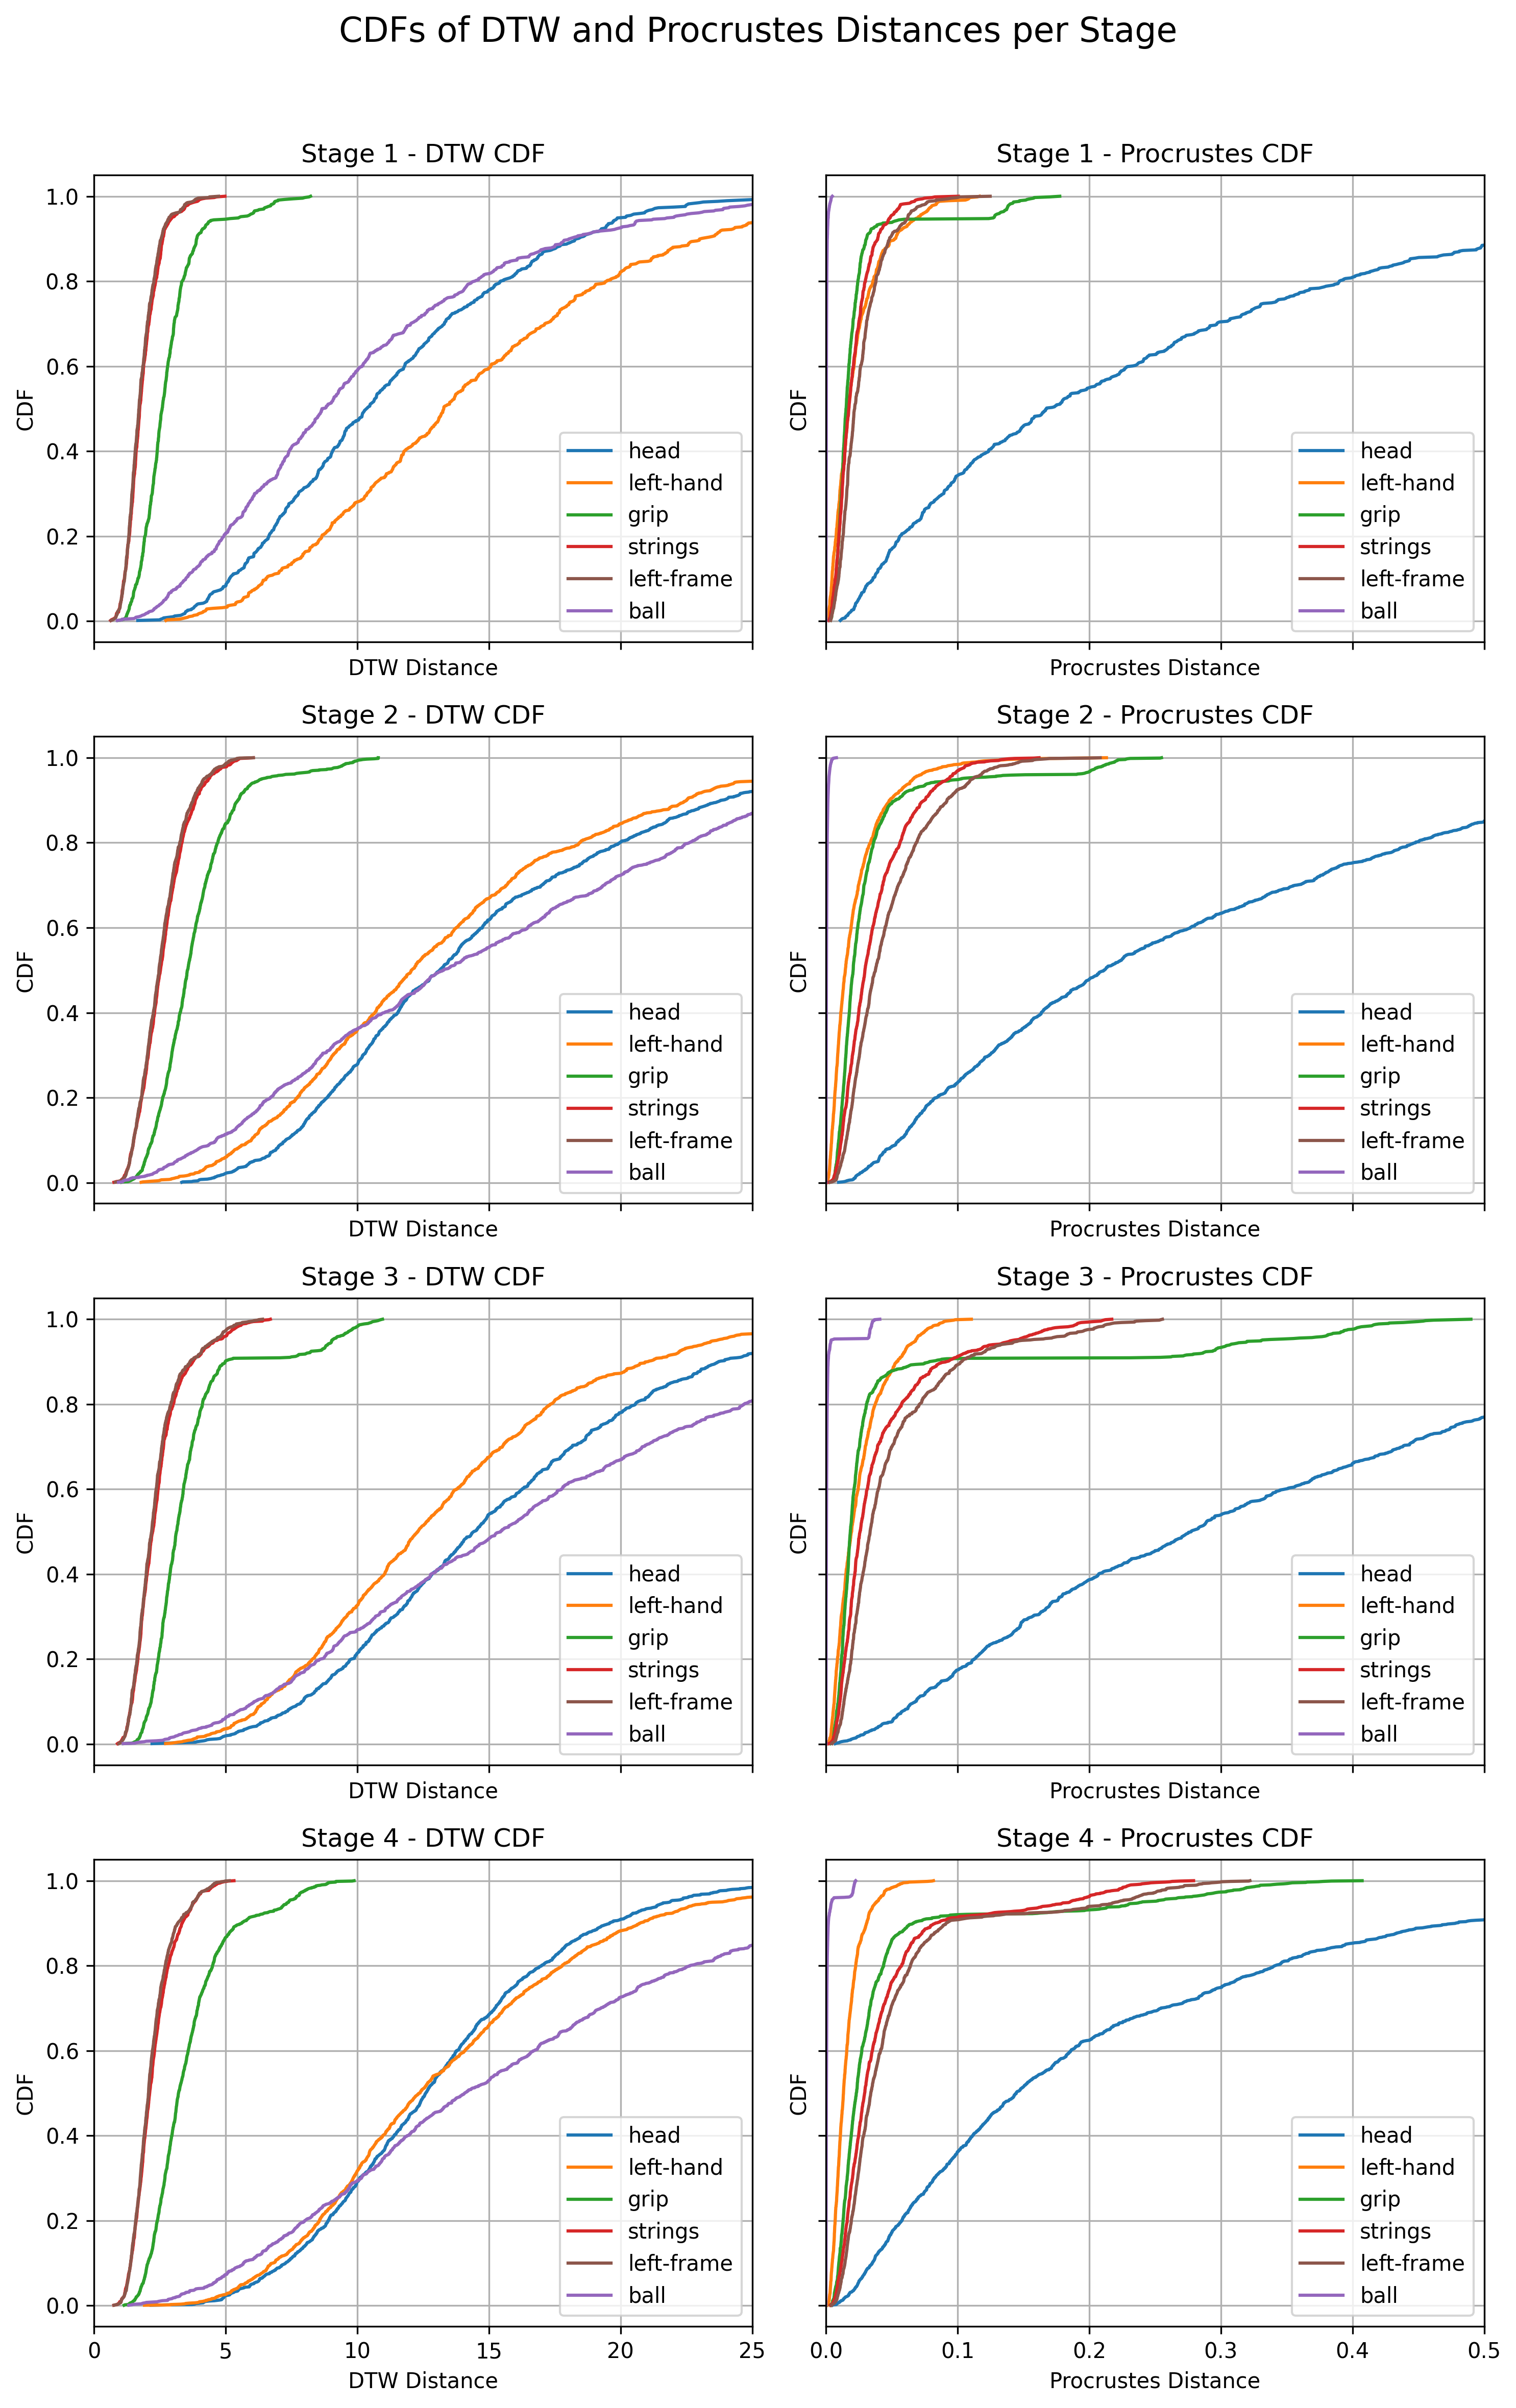 CDFs of DTW and Procrustes Distances per Stage
Stage 1 - DTW CDF
1.0
0.8
0.6
0.4
0.2
0.0
CDF
head
left-hand
grip
strings
left-frame
ball
DTW Distance
Stage 1 - Procrustes CDF
CDF
head
left-hand
grip
strings
left-frame
ball
Procrustes Distance
Stage 2 - DTW CDF
1.0
0.8
0.6
0.4
0.2
0.0
CDF
head
left-hand
grip
strings
left-frame
ball
DTW Distance
Stage 2 - Procrustes CDF
CDF
head
left-hand
grip
strings
left-frame
ball
Procrustes Distance
Stage 3 - DTW CDF
1.0
0.8
0.6
0.4
0.2
0.0
CDF
head
left-hand
grip
strings
left-frame
ball
DTW Distance
Stage 3 - Procrustes CDF
CDF
head
left-hand
grip
strings
left-frame
ball
Procrustes Distance
Stage 4 - DTW CDF
1.0
0.8
0.6
0.4
0.2
0.0
CDF
head
left-hand
grip
strings
left-frame
ball
0 5 10 15 20 25
DTW Distance
Stage 4 - Procrustes CDF
CDF
head
left-hand
grip
strings
left-frame
ball
0.0 0.1 0.2 0.3 0.4 0.5
Procrustes Distance